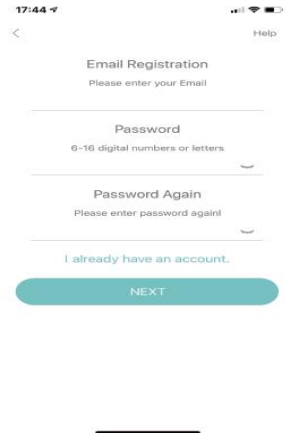 17:44
Help
Email Registration
Please enter your Email
Password
6-16 digital numbers or letters
Password Again
Please enter password again!
I already have an account.
NEXT